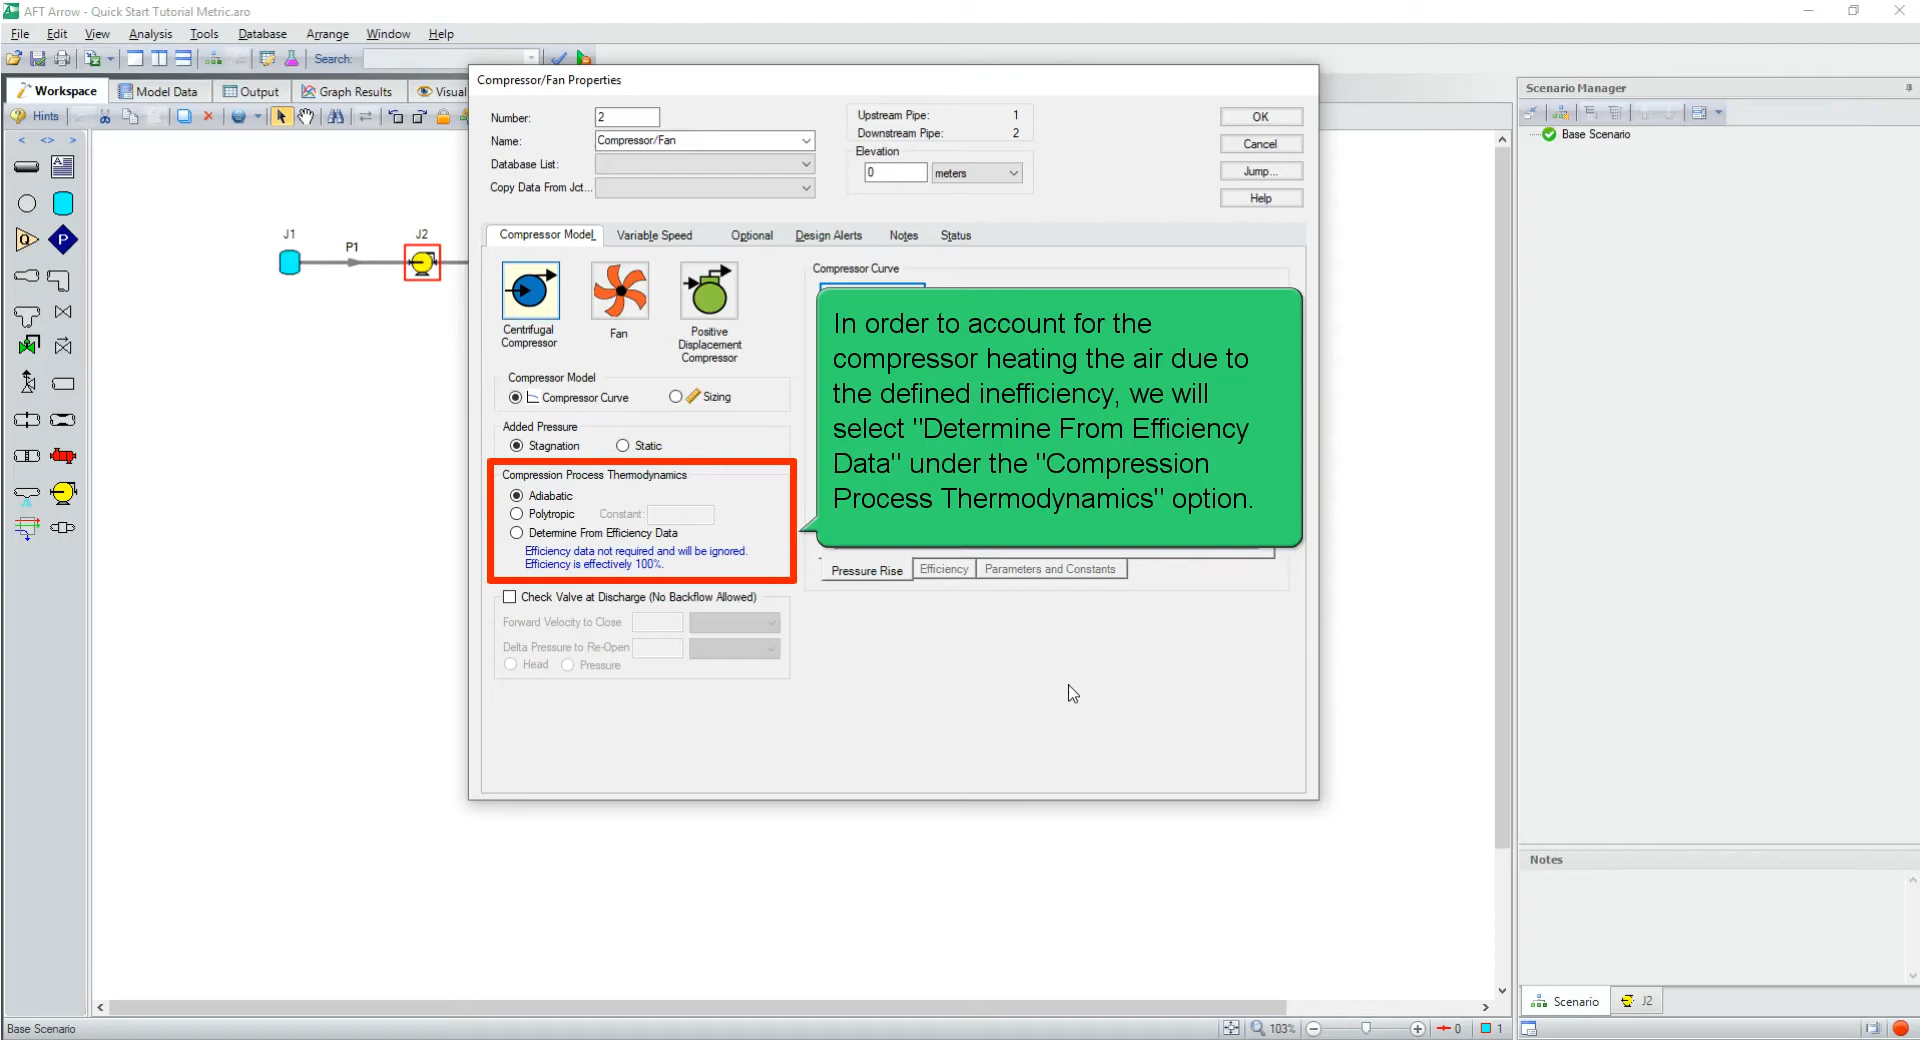 AFT Arrow - Quick Start Tutorial Metric.aro
File Edit View Analysis Tools Database Arrange Window Help
Search:
Workspace Model Data Output Graph Results Visual
Hints
< <> >
J1
P1
J2
Compressor/Fan Properties
Number: 2
Name: Compressor/Fan
Database List:
Copy Data From Jct...
Upstream Pipe: 1
Downstream Pipe: 2
Elevation
0 meters
OK
Cancel
Jump...
Help
Compressor Model Variable Speed Optional Design Alerts Notes Status
Centrifugal
Compressor
Fan
Positive
Displacement
Compressor
Compressor Model
Compressor Curve Sizing
Added Pressure
Stagnation Static
Compression Process Thermodynamics
Adiabatic
Polytropic Constant:
Determine From Efficiency Data
Efficiency data not required and will be ignored.
Efficiency is effectively 100%.
Check Valve at Discharge (No Backflow Allowed)
Forward Velocity to Close
Delta Pressure to Re-Open
Head Pressure
Compressor Curve
In order to account for the
compressor heating the air due to
the defined inefficiency, we will
select "Determine From Efficiency
Data" under the "Compression
Process Thermodynamics" option.
Pressure Rise Efficiency Parameters and Constants
Scenario Manager
Base Scenario
Notes
Scenario J2
Base Scenario
103% 0 1